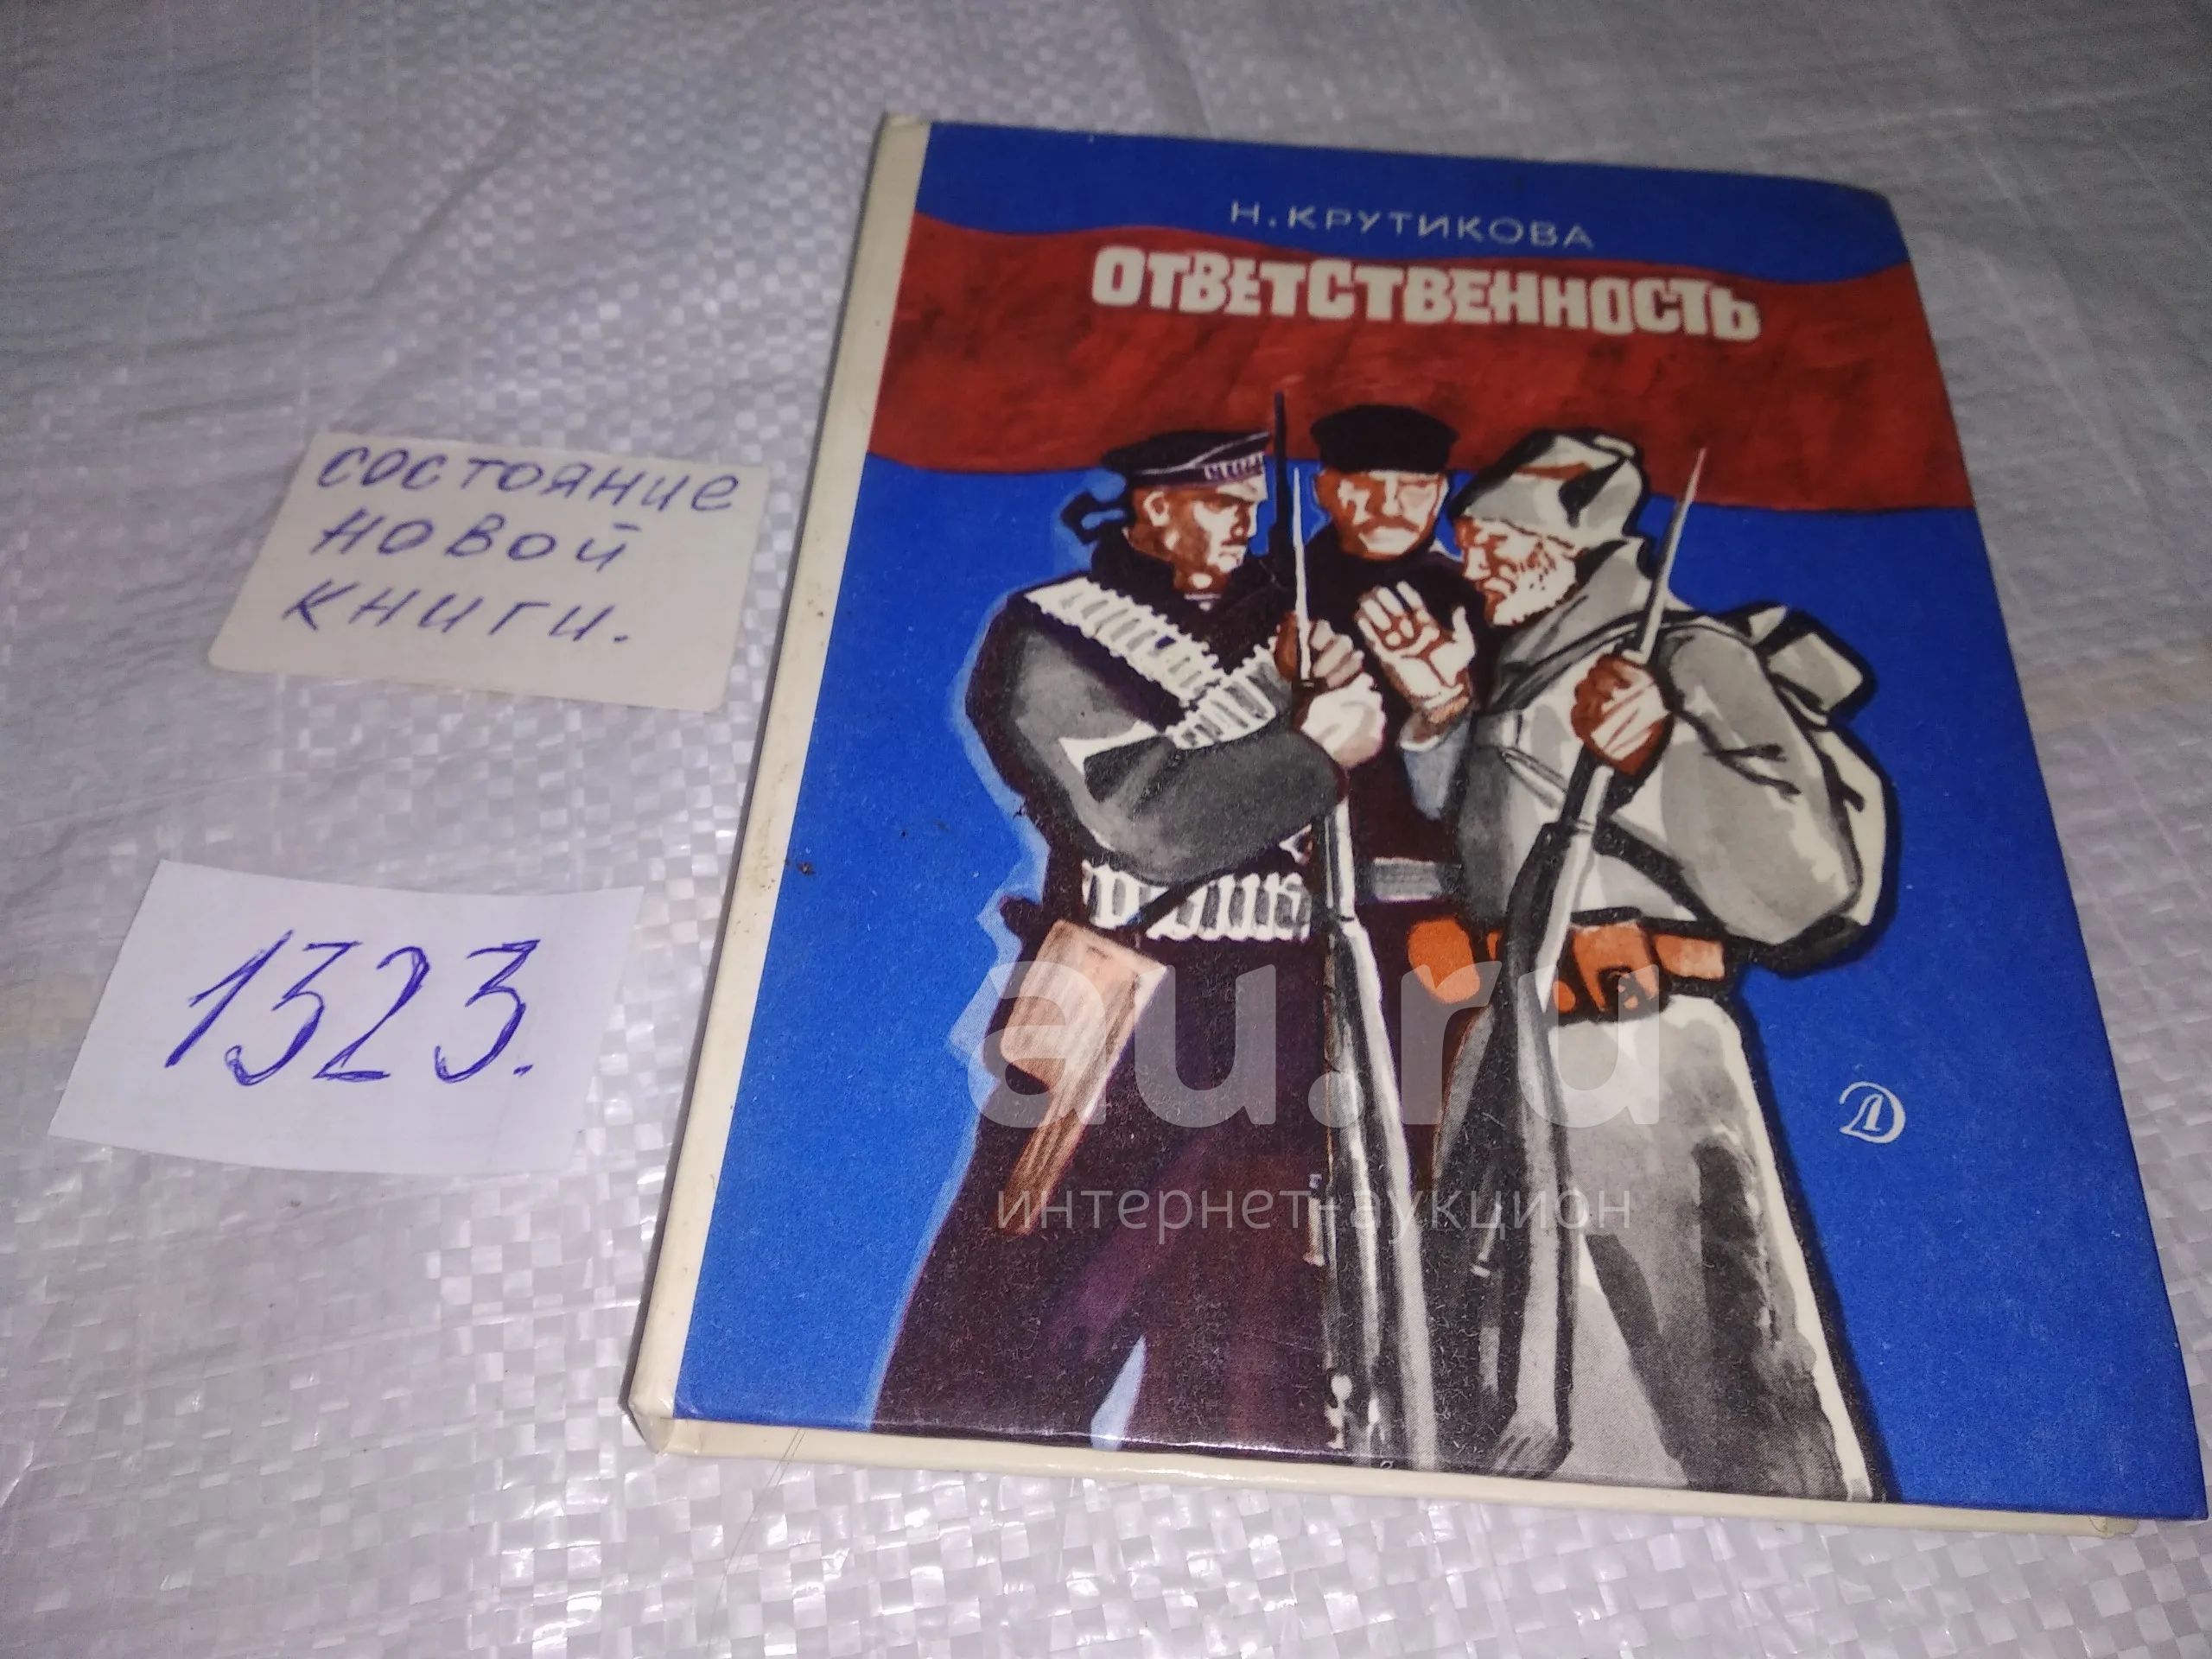 Н. КРУТИКОВА
ОТВЕТСТВЕННОСТЬ
состояние
новой
книги.
1323.
au.ru
интернет-аукцион